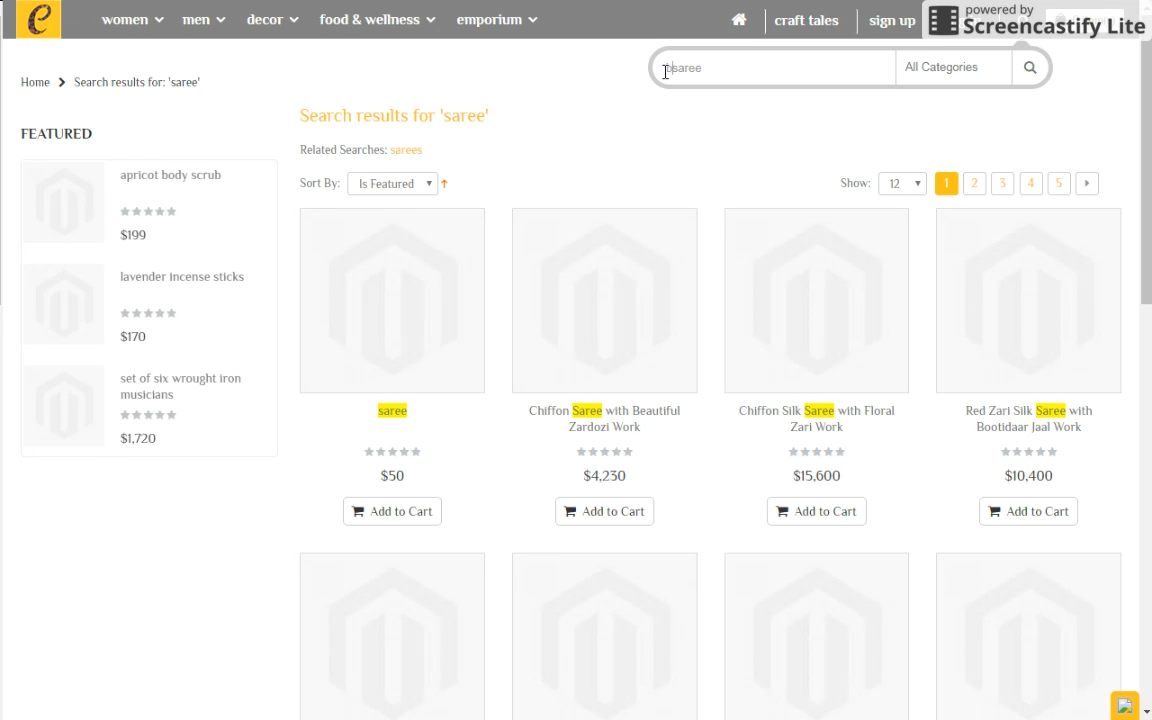 women men decor food & wellness emporium craft tales sign up
powered by
Screencastify Lite
saree All Categories
Home Search results for: 'saree'
Search results for 'saree'
FEATURED
Related Searches: sarees
Sort By: Is Featured Show: 12 1 2 3 4 5
apricot body scrub
$199
lavender incense sticks
$170
set of six wrought iron
musicians
$1,720
saree
$50
Add to Cart
Chiffon Saree with Beautiful
Zardozi Work
$4,230
Add to Cart
Chiffon Silk Saree with Floral
Zari Work
$15,600
Add to Cart
Red Zari Silk Saree with
Bootidaar Jaal Work
$10,400
Add to Cart